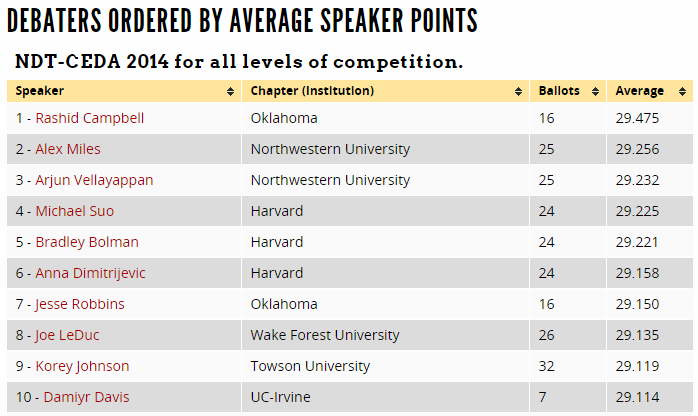 DEBATERS ORDERED BY AVERAGE SPEAKER POINTS
NDT-CEDA 2014 for all levels of competition.
Speaker Chapter (Institution) Ballots Average
1 - Rashid Campbell Oklahoma 16 29.475
2 - Alex Miles Northwestern University 25 29.256
3 - Arjun Vellayappan Northwestern University 25 29.232
4 - Michael Suo Harvard 24 29.225
5 - Bradley Bolman Harvard 24 29.221
6 - Anna Dimitrijevic Harvard 24 29.158
7 - Jesse Robbins Oklahoma 16 29.150
8 - Joe LeDuc Wake Forest University 26 29.135
9 - Korey Johnson Towson University 32 29.119
10 - Damiyr Davis UC-Irvine 7 29.114